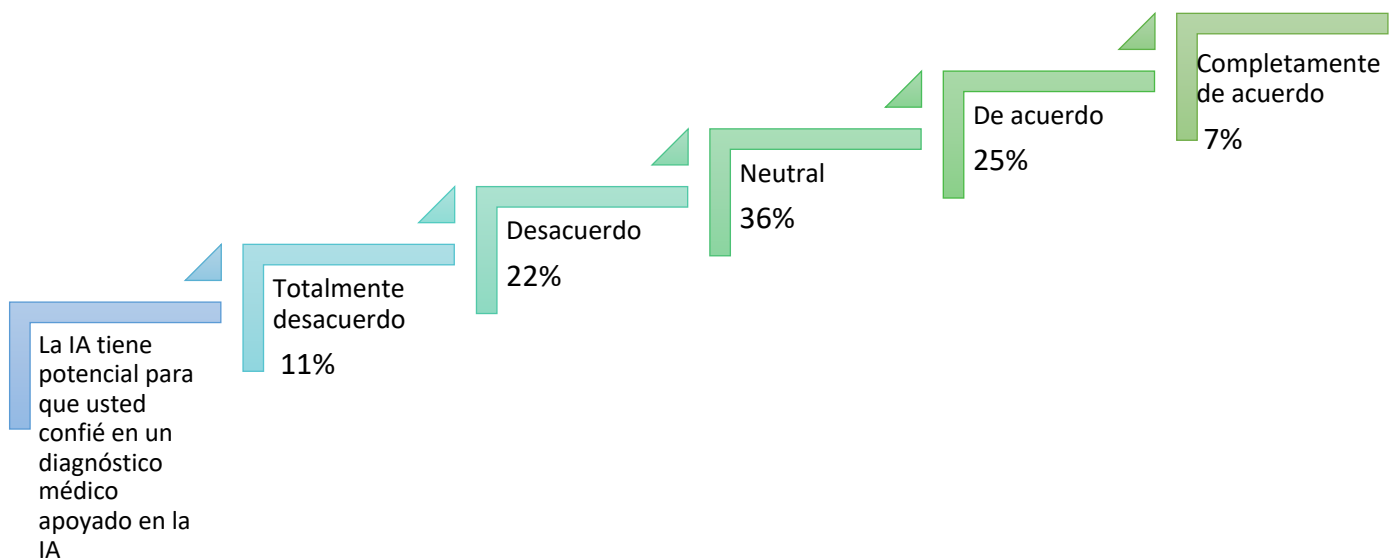 La IA tiene
potencial para
que usted
confié en un
diagnóstico
médico
apoyado en la
IA
Totalmente
desacuerdo
11%
Desacuerdo
22%
Neutral
36%
De acuerdo
25%
Completamente
de acuerdo
7%